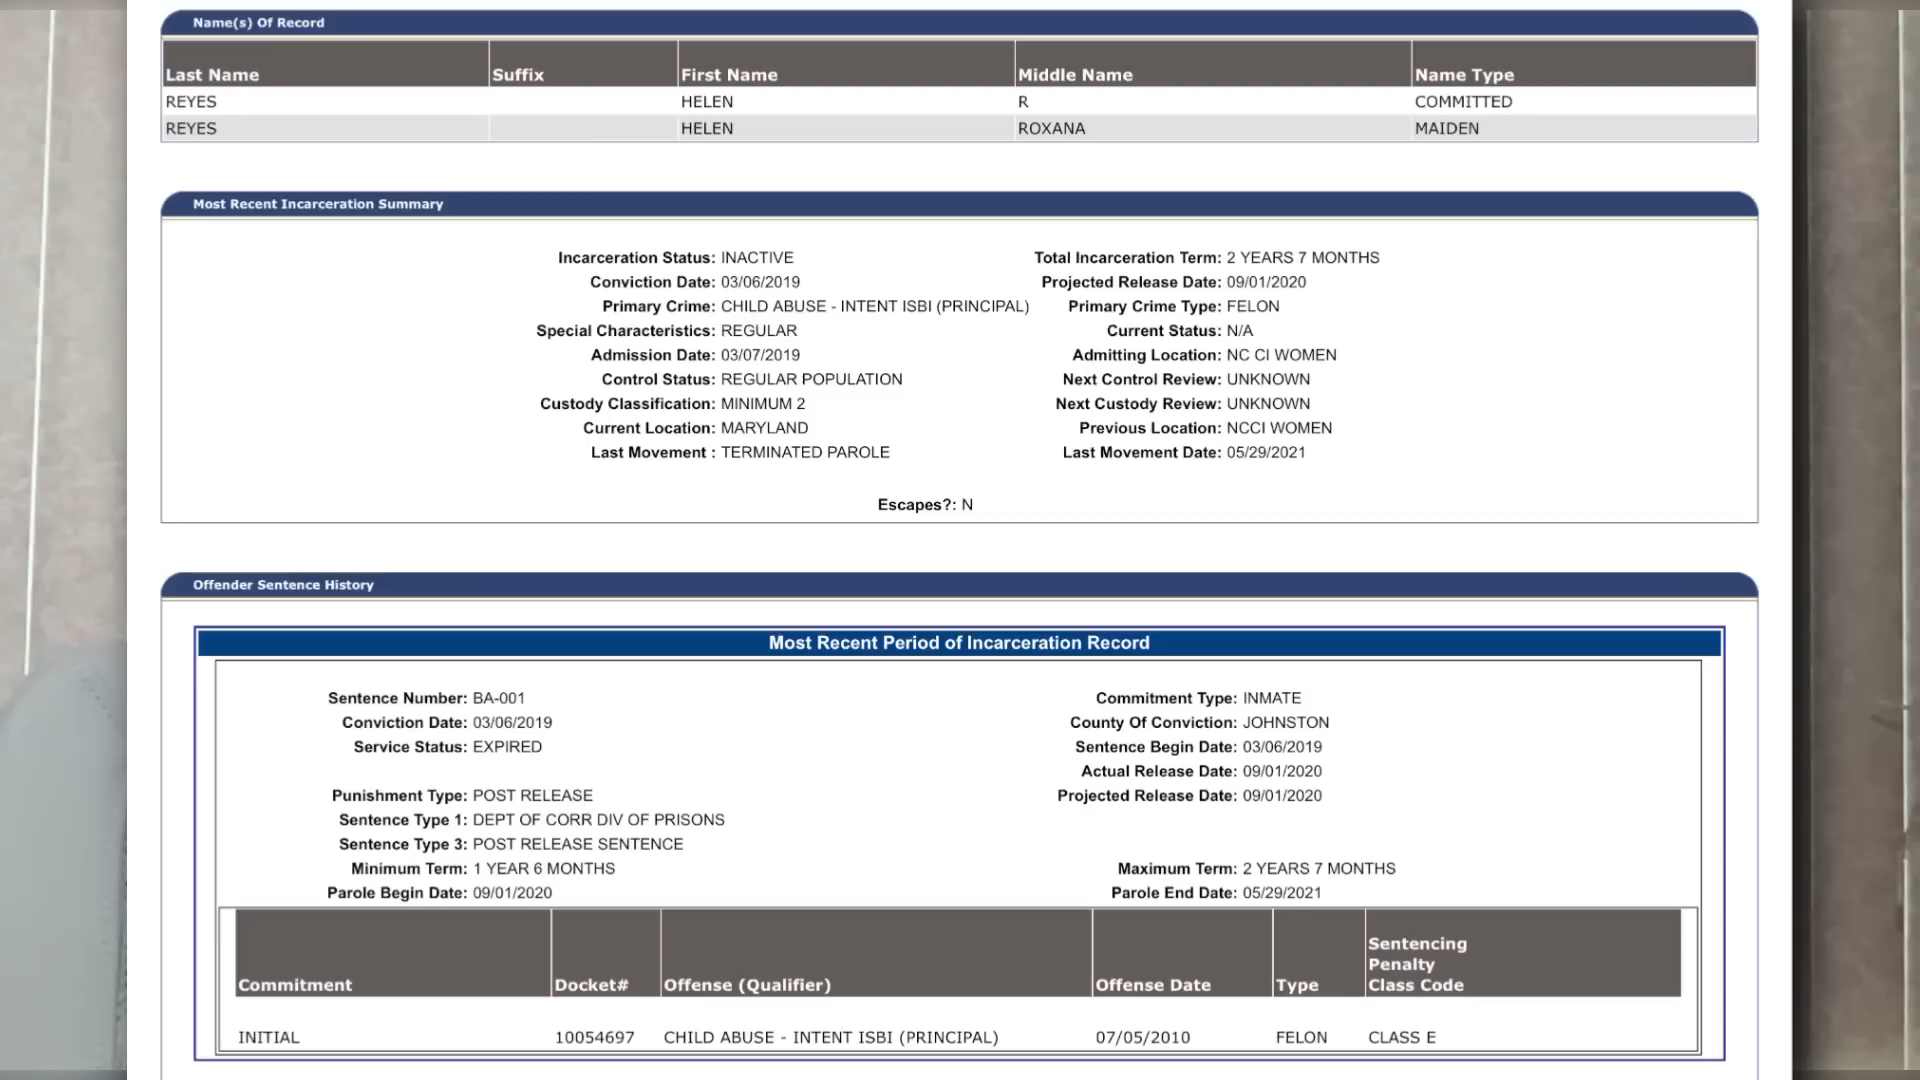 Name(s) Of Record
Last Name Suffix First Name Middle Name Name Type
REYES HELEN R COMMITTED
REYES HELEN ROXANA MAIDEN
Most Recent Incarceration Summary
Incarceration Status: INACTIVE Total Incarceration Term: 2 YEARS 7 MONTHS
Conviction Date: 03/06/2019 Projected Release Date: 09/01/2020
Primary Crime: CHILD ABUSE - INTENT ISBI (PRINCIPAL) Primary Crime Type: FELON
Special Characteristics: REGULAR Current Status: N/A
Admission Date: 03/07/2019 Admitting Location: NC CI WOMEN
Control Status: REGULAR POPULATION Next Control Review: UNKNOWN
Custody Classification: MINIMUM 2 Next Custody Review: UNKNOWN
Current Location: MARYLAND Previous Location: NCCI WOMEN
Last Movement : TERMINATED PAROLE Last Movement Date: 05/29/2021
Escapes?: N
Offender Sentence History
Most Recent Period of Incarceration Record
Sentence Number: BA-001 Commitment Type: INMATE
Conviction Date: 03/06/2019 County Of Conviction: JOHNSTON
Service Status: EXPIRED Sentence Begin Date: 03/06/2019
Actual Release Date: 09/01/2020
Punishment Type: POST RELEASE Projected Release Date: 09/01/2020
Sentence Type 1: DEPT OF CORR DIV OF PRISONS
Sentence Type 3: POST RELEASE SENTENCE
Minimum Term: 1 YEAR 6 MONTHS Maximum Term: 2 YEARS 7 MONTHS
Parole Begin Date: 09/01/2020 Parole End Date: 05/29/2021
Sentencing
Penalty
Commitment Docket# Offense (Qualifier) Offense Date Type Class Code
INITIAL 10054697 CHILD ABUSE - INTENT ISBI (PRINCIPAL) 07/05/2010 FELON CLASS E